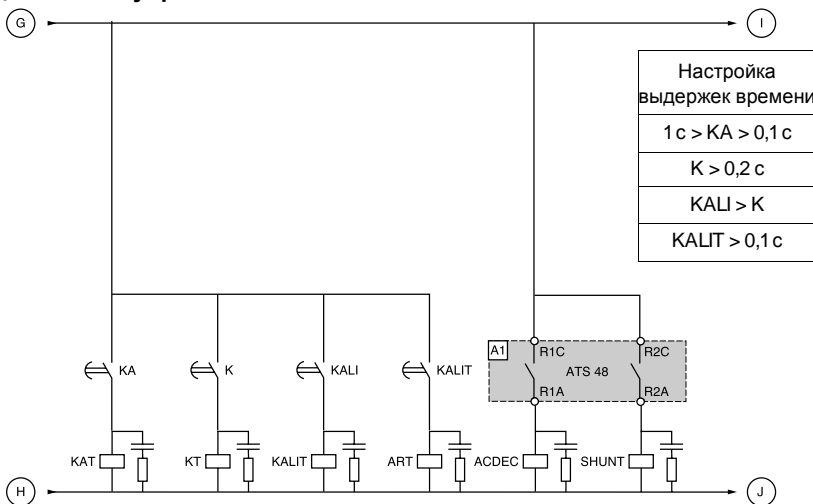 G
I
Настройка
выдержек времени
1 с > KA > 0,1 с
K > 0,2 с
KALI > K
KALIT > 0,1 с
A1
R1C
R2C
KA
K
KALI
KALIT
ATS 48
R1A
R2A
KAT
KT
KALIT
ART
ACDEC
SHUNT
H
J